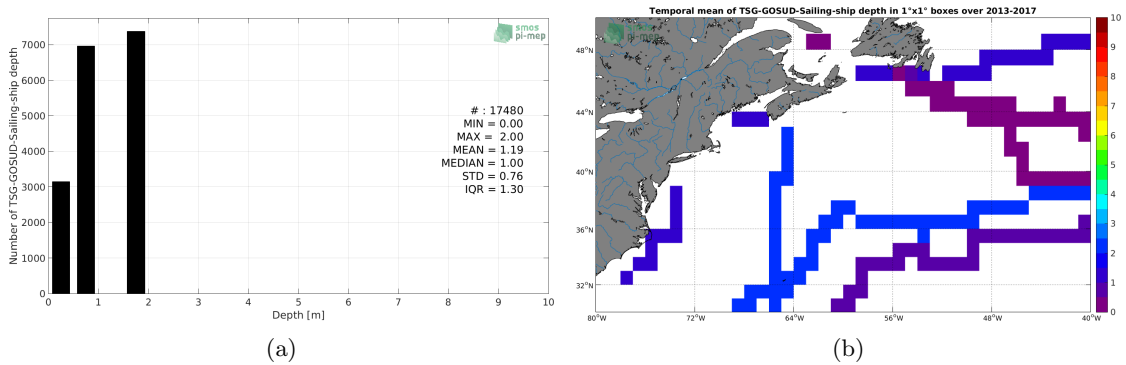 smos
pi-mep
Number of TSG-GOSUD-Sailing-ship depth
7000
6000
5000
4000
3000
2000
1000
0
# : 17480
MIN = 0.00
MAX = 2.00
MEAN = 1.19
MEDIAN = 1.00
STD = 0.76
IQR = 1.30
0 1 2 3 4 5 6 7 8 9 10
Depth [m]
(a)
Temporal mean of TSG-GOSUD-Sailing-ship depth in 1°x1° boxes over 2013-2017
smos
pi-mep
48°N
44°N
40°N
36°N
32°N
80°W 72°W 64°W 56°W 48°W 40°W
10
9
8
7
6
5
4
3
2
1
0
(b)